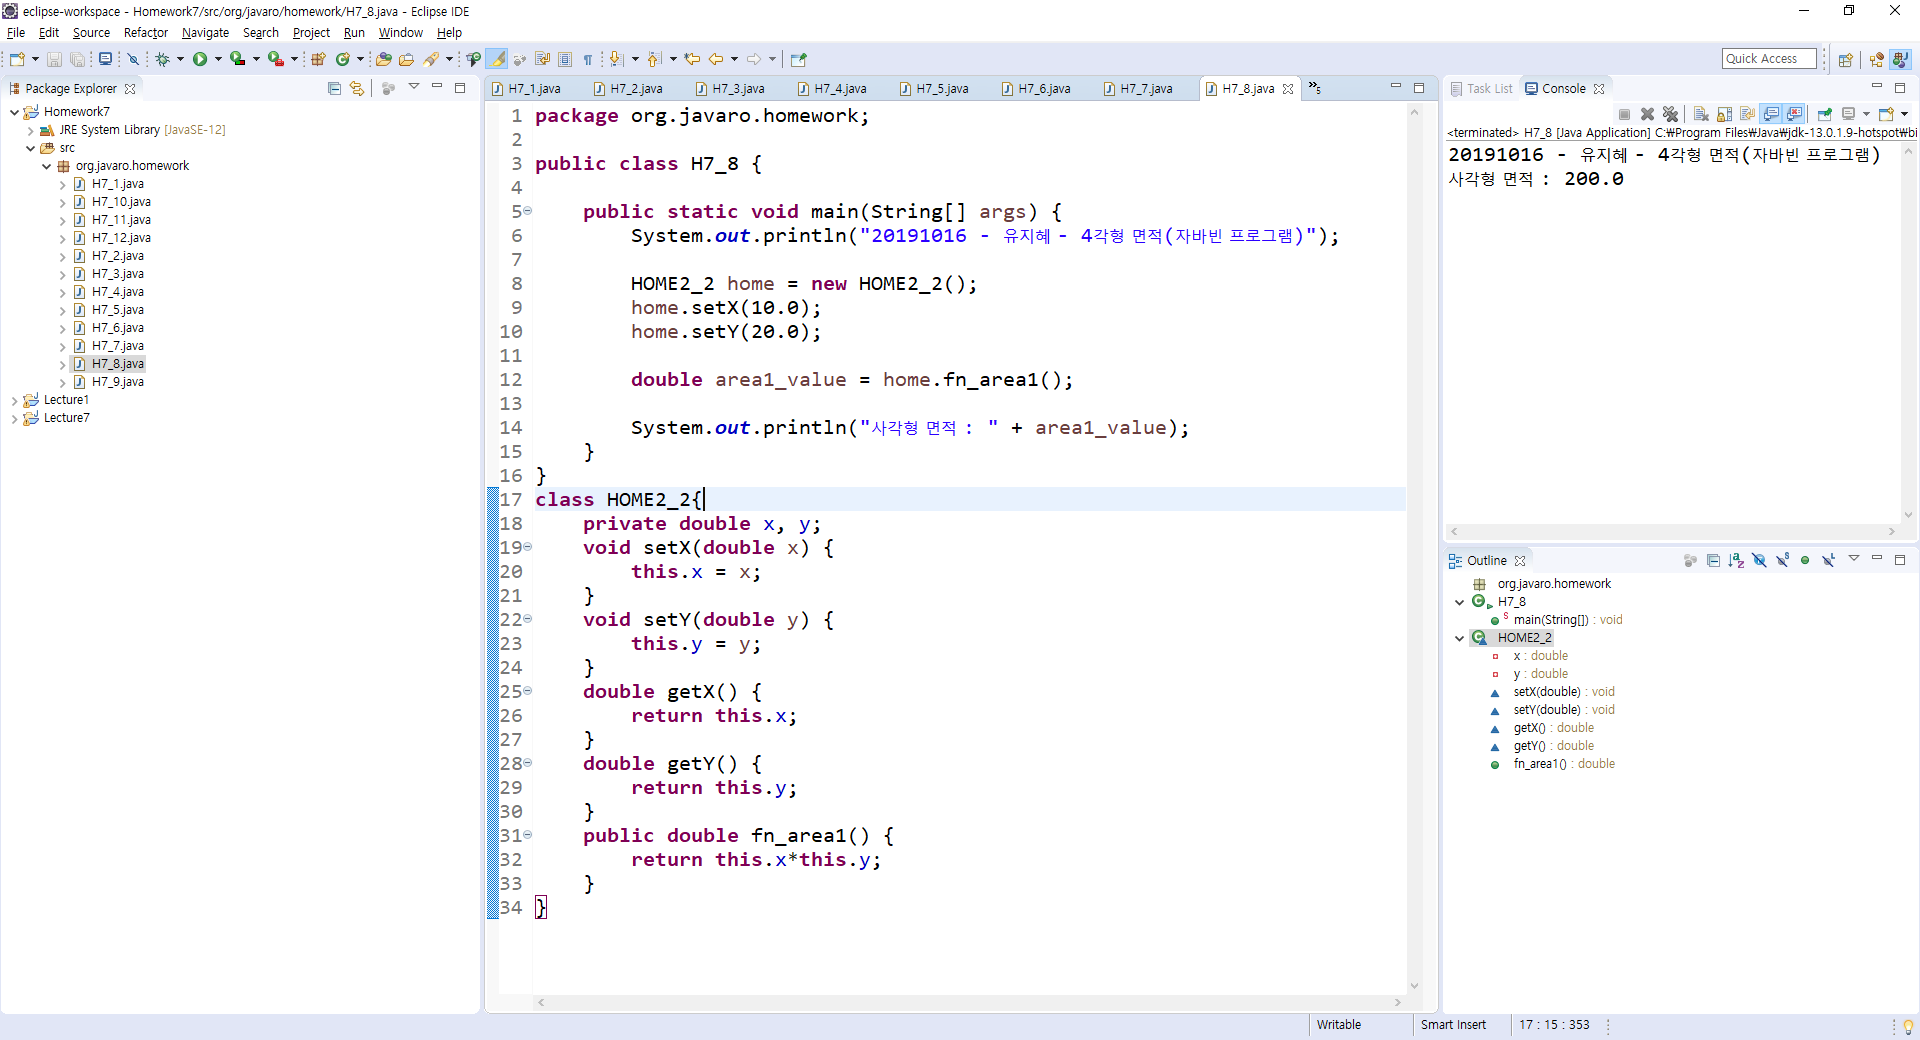 eclipse-workspace - Homework7/src/org/javaro/homework/H7_8.java - Eclipse IDE
File Edit Source Refactor Navigate Search Project Run Window Help
Quick Access
Package Explorer
Homework7
JRE System Library [JavaSE-12]
src
org.javaro.homework
H7_1.java
H7_10.java
H7_11.java
H7_12.java
H7_2.java
H7_3.java
H7_4.java
H7_5.java
H7_6.java
H7_7.java
H7_8.java
H7_9.java
Lecture1
Lecture7
H7_1.java H7_2.java H7_3.java H7_4.java H7_5.java H7_6.java H7_7.java H7_8.java »5
1 package org.javaro.homework;
2
3 public class H7_8 {
4
5 public static void main(String[] args) {
6 System.out.println("20191016 - 유지혜 - 4각형 면적(자바빈 프로그램)");
7
8 HOME2_2 home = new HOME2_2();
9 home.setX(10.0);
10 home.setY(20.0);
11
12 double area1_value = home.fn_area1();
13
14 System.out.println("사각형 면적 : " + area1_value);
15 }
16 }
17 class HOME2_2{
18 private double x, y;
19 void setX(double x) {
20 this.x = x;
21 }
22 void setY(double y) {
23 this.y = y;
24 }
25 double getX() {
26 return this.x;
27 }
28 double getY() {
29 return this.y;
30 }
31 public double fn_area1() {
32 return this.x*this.y;
33 }
34 }
Task List Console
<terminated> H7_8 [Java Application] C:₩Program Files₩Java₩jdk-13.0.1.9-hotspot₩bi
20191016 - 유지혜 - 4각형 면적(자바빈 프로그램)
사각형 면적 : 200.0
Outline
org.javaro.homework
H7_8
main(String[]) : void
HOME2_2
x : double
y : double
setX(double) : void
setY(double) : void
getX() : double
getY() : double
fn_area1() : double
Writable Smart Insert 17 : 15 : 353